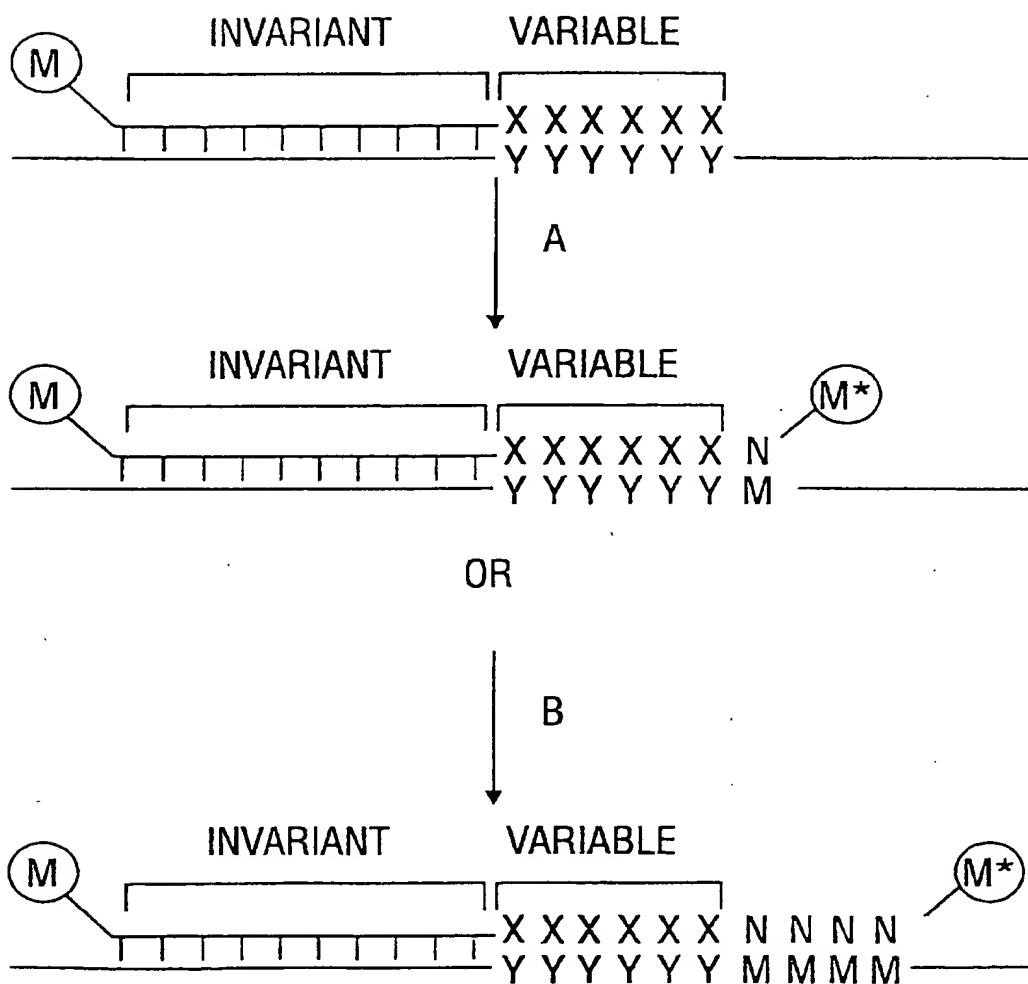 INVARIANT VARIABLE
M
X X X X X X
Y Y Y Y Y Y
A
INVARIANT VARIABLE
M M*
X X X X X X N
Y Y Y Y Y Y M
OR
B
INVARIANT VARIABLE
M M*
X X X X X X N N N N
Y Y Y Y Y Y M M M M